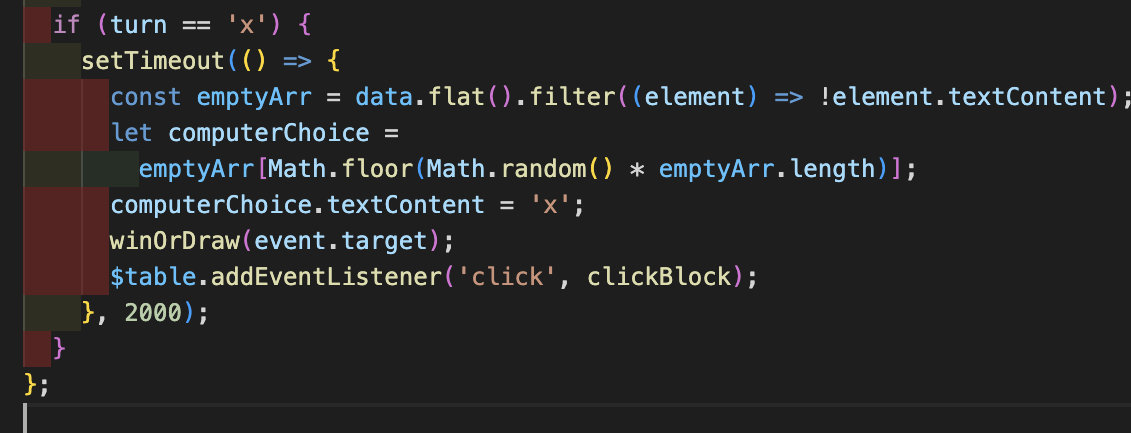 if (turn == 'x') {
setTimeout(() => {
const emptyArr = data.flat().filter((element) => !element.textContent);
let computerChoice =
emptyArr[Math.floor(Math.random() * emptyArr.length)];
computerChoice.textContent = 'x';
winOrDraw(event.target);
$table.addEventListener('click', clickBlock);
}, 2000);
}
};